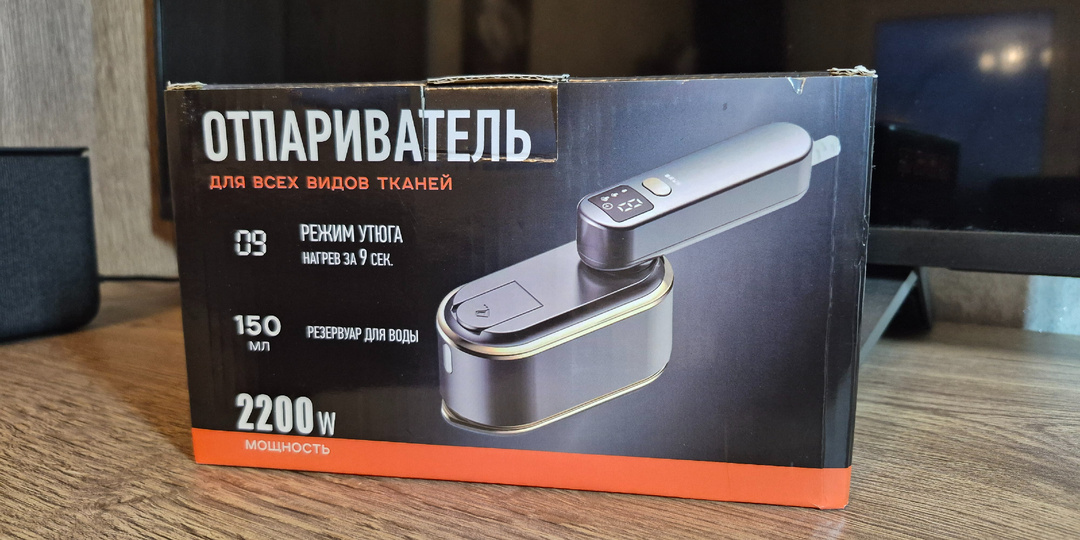 ОТПАРИВАТЕЛЬ
ДЛЯ ВСЕХ ВИДОВ ТКАНЕЙ
09
РЕЖИМ УТЮГА
НАГРЕВ ЗА 9 СЕК.
150
МЛ
РЕЗЕРВУАР ДЛЯ ВОДЫ
2200 W
МОЩНОСТЬ